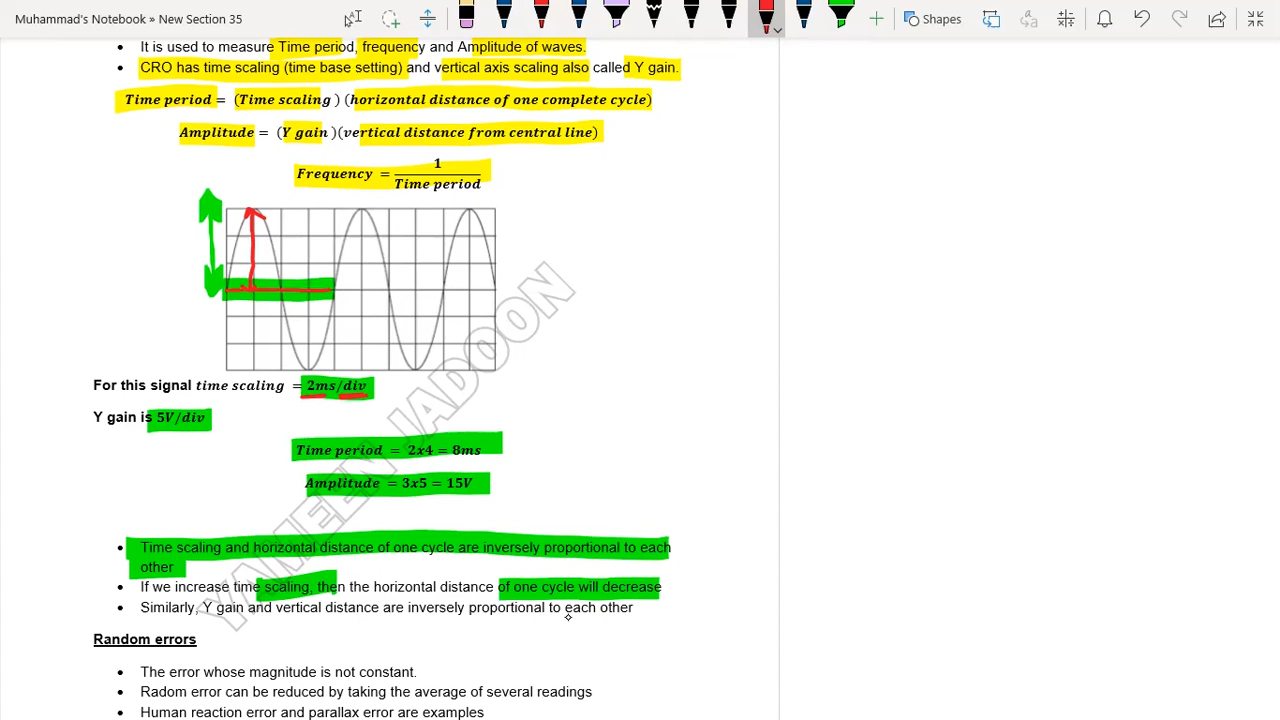 Muhammad's Notebook » New Section 35
Shapes
• It is used to measure Time period, frequency and Amplitude of waves.
• CRO has time scaling (time base setting) and vertical axis scaling also called Y gain.
Time period = (Time scaling ) (horizontal distance of one complete cycle)
Amplitude = (Y gain )(vertical distance from central line)
Frequency = 1 / Time period
For this signal time scaling = 2ms/div
Y gain is 5V/div
Time period = 2x4 = 8ms
Amplitude = 3x5 = 15V
• Time scaling and horizontal distance of one cycle are inversely proportional to each
other
• If we increase time scaling, then the horizontal distance of one cycle will decrease
• Similarly, Y gain and vertical distance are inversely proportional to each other
Random errors
• The error whose magnitude is not constant.
• Radom error can be reduced by taking the average of several readings
• Human reaction error and parallax error are examples
YAMEEN JADOON